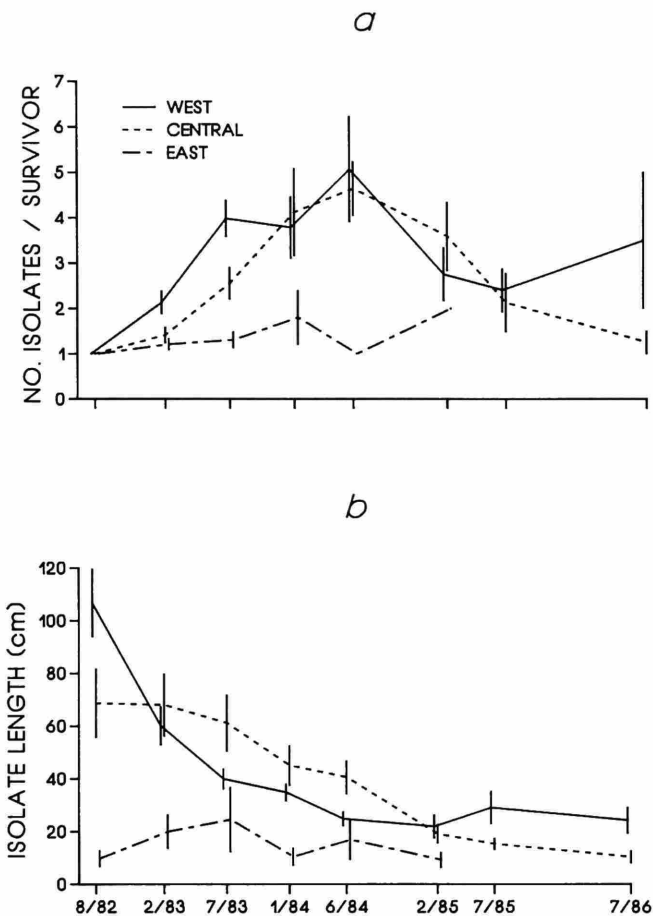 a
NO. ISOLATES / SURVIVOR
7
6
5
4
3
2
1
0
WEST
CENTRAL
EAST
b
ISOLATE LENGTH (cm)
120
100
80
60
40
20
0
8/82 2/83 7/83 1/84 6/84 2/85 7/85 7/86